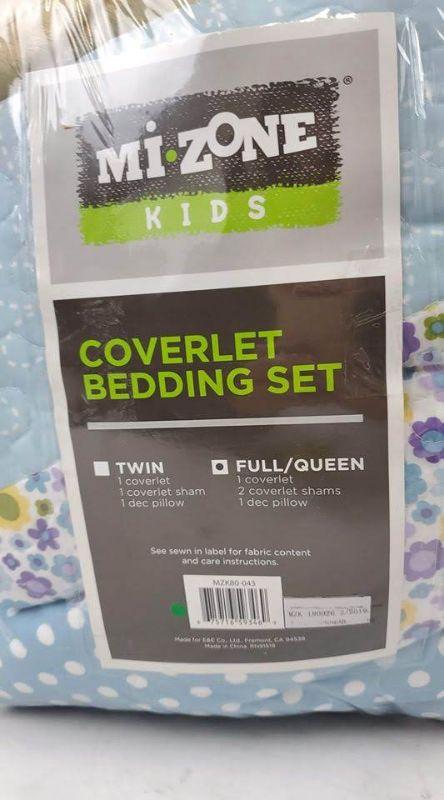 Mi·ZONE ®
KIDS
COVERLET
BEDDING SET
TWIN
1 coverlet
1 coverlet sham
1 dec pillow
FULL/QUEEN
1 coverlet
2 coverlet shams
1 dec pillow
See sewn in label for fabric content
and care instructions.
MZK80-043
Made for E&E Co., Ltd., Fremont, CA 94538
Made in China